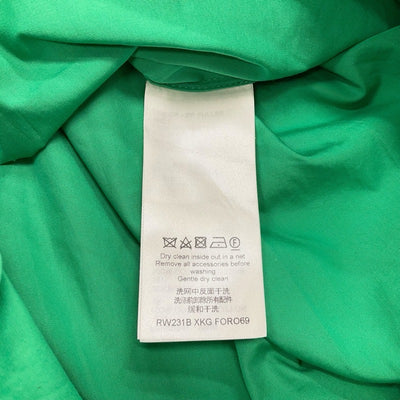 Dry clean inside out in a net
Remove all accessories before
washing
Gentle dry clean
洗网中反面干洗
洗涤前卸除所有配件
缓和干洗
RW231B XKG FORO69